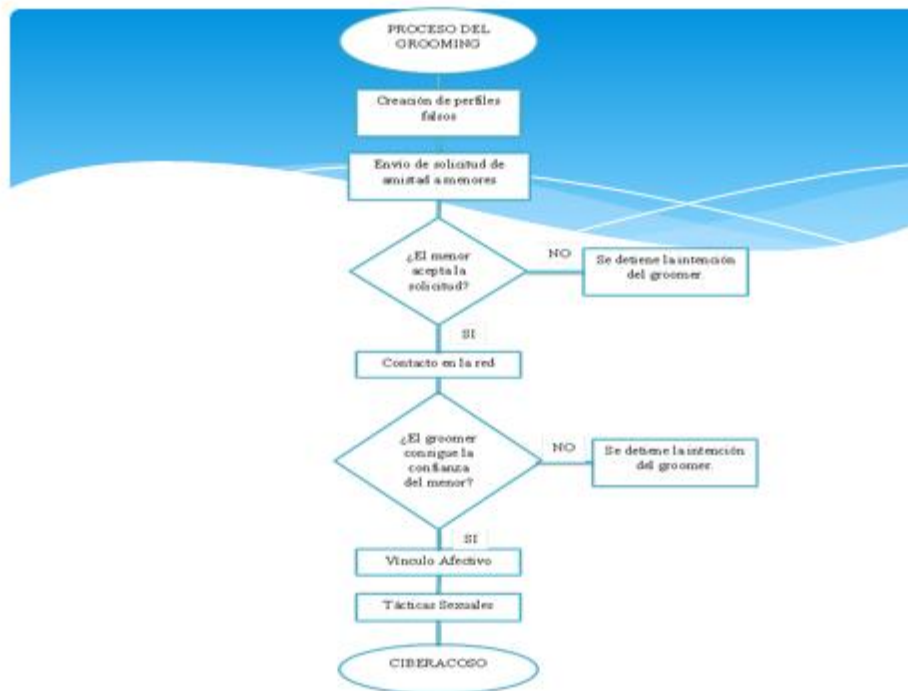 PROCESO DEL
GROOMING
Creación de perfiles
falsos
Envio de solicitud de
amistad a menores
¿El menor
acepta la
solicitud?
NO
Se detiene la intención
del groomer
SI
Contacto en la red
¿El groomer
consigue la
confianza
del menor?
NO
Se detiene la intención
del groomer.
SI
Vínculo Afectivo
Tácticas Sexuales
CIBERACOSO